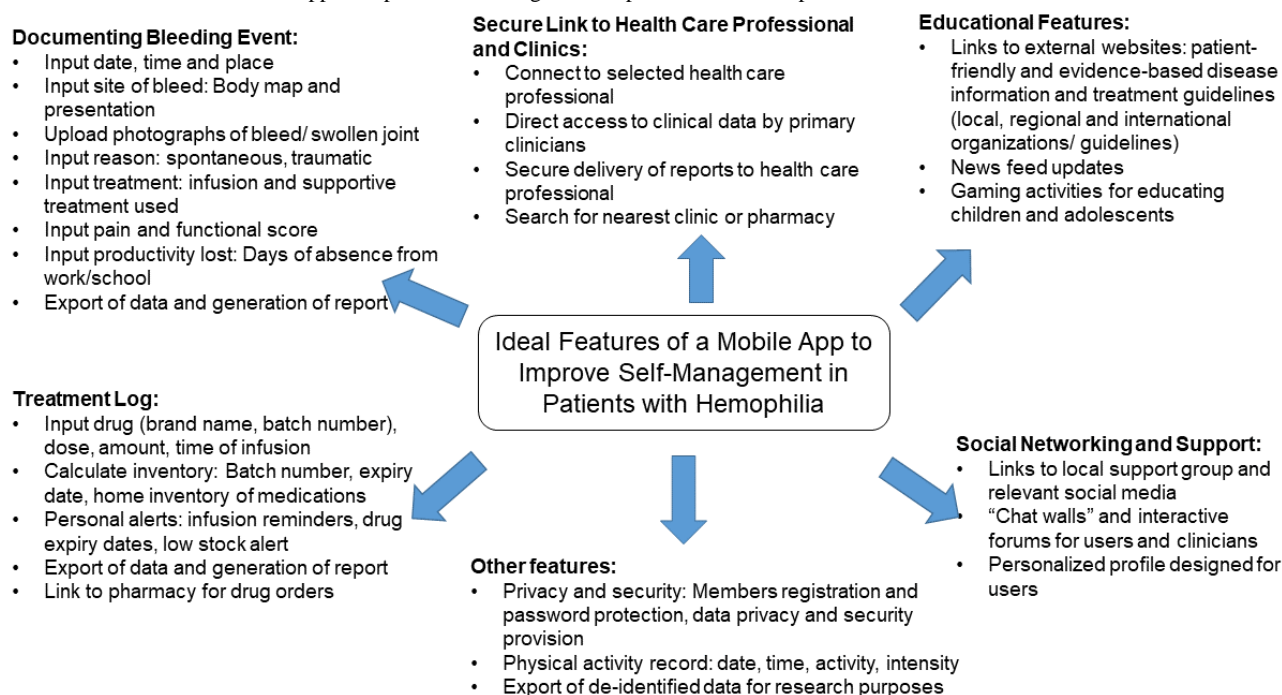 Documenting Bleeding Event:
• Input date, time and place
• Input site of bleed: Body map and
presentation
• Upload photographs of bleed/ swollen joint
• Input reason: spontaneous, traumatic
• Input treatment: infusion and supportive
treatment used
• Input pain and functional score
• Input productivity lost: Days of absence from
work/school
• Export of data and generation of report
Secure Link to Health Care Professional
and Clinics:
• Connect to selected health care
professional
• Direct access to clinical data by primary
clinicians
• Secure delivery of reports to health care
professional
• Search for nearest clinic or pharmacy
Educational Features:
• Links to external websites: patient-
friendly and evidence-based disease
information and treatment guidelines
(local, regional and international
organizations/ guidelines)
• News feed updates
• Gaming activities for educating
children and adolescents
Ideal Features of a Mobile App to
Improve Self-Management in
Patients with Hemophilia
Treatment Log:
• Input drug (brand name, batch number),
dose, amount, time of infusion
• Calculate inventory: Batch number, expiry
date, home inventory of medications
• Personal alerts: infusion reminders, drug
expiry dates, low stock alert
• Export of data and generation of report
• Link to pharmacy for drug orders
Other features:
• Privacy and security: Members registration and
password protection, data privacy and security
provision
• Physical activity record: date, time, activity, intensity
• Export of de-identified data for research purposes
Social Networking and Support:
• Links to local support group and
relevant social media
• “Chat walls” and interactive
forums for users and clinicians
• Personalized profile designed for
users